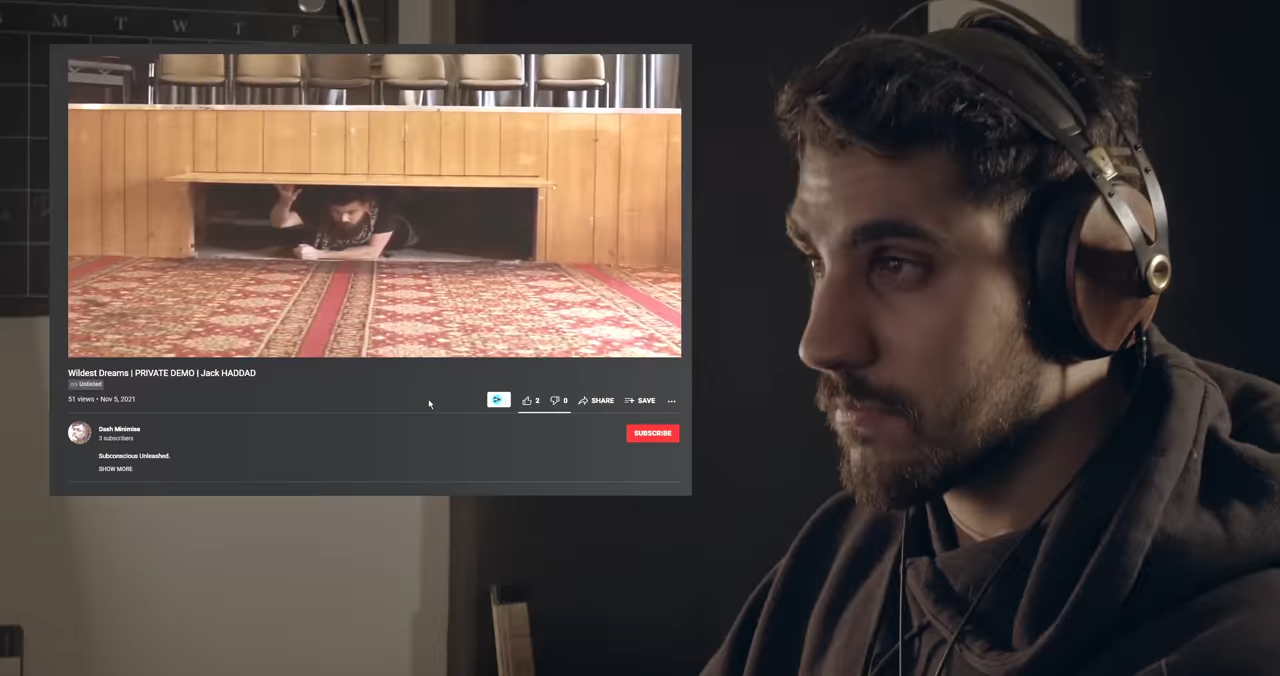 M T W T F
Wildest Dreams | PRIVATE DEMO | Jack HADDAD
Unlisted
51 views • Nov 5, 2021
2 0 SHARE SAVE ...
Dash Minimise
3 subscribers
SUBSCRIBE
Subconscious Unleashed.
SHOW MORE